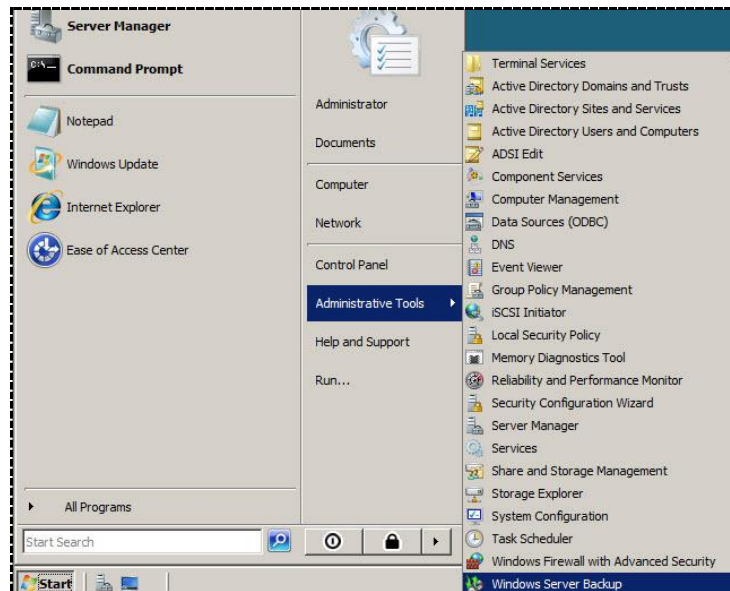 Server Manager
Command Prompt
Notepad
Windows Update
Internet Explorer
Ease of Access Center
All Programs
Start Search
Start
Administrator
Documents
Computer
Network
Control Panel
Administrative Tools
Help and Support
Run...
Terminal Services
Active Directory Domains and Trusts
Active Directory Sites and Services
Active Directory Users and Computers
ADSI Edit
Component Services
Computer Management
Data Sources (ODBC)
DNS
Event Viewer
Group Policy Management
iSCSI Initiator
Local Security Policy
Memory Diagnostics Tool
Reliability and Performance Monitor
Security Configuration Wizard
Server Manager
Services
Share and Storage Management
Storage Explorer
System Configuration
Task Scheduler
Windows Firewall with Advanced Security
Windows Server Backup